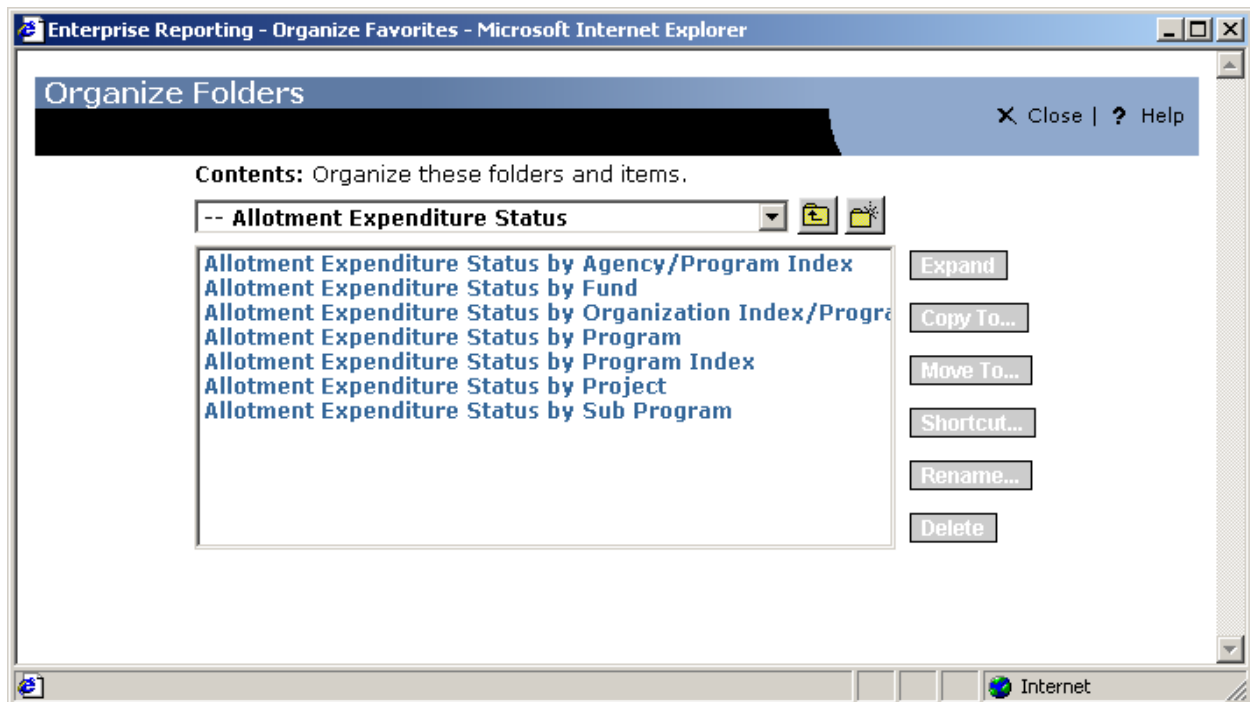 Enterprise Reporting - Organize Favorites - Microsoft Internet Explorer
Organize Folders
X Close | ? Help
Contents: Organize these folders and items.
-- Allotment Expenditure Status
Allotment Expenditure Status by Agency/Program Index
Allotment Expenditure Status by Fund
Allotment Expenditure Status by Organization Index/Progra
Allotment Expenditure Status by Program
Allotment Expenditure Status by Program Index
Allotment Expenditure Status by Project
Allotment Expenditure Status by Sub Program
Expand
Copy To...
Move To...
Shortcut...
Rename...
Delete
Internet